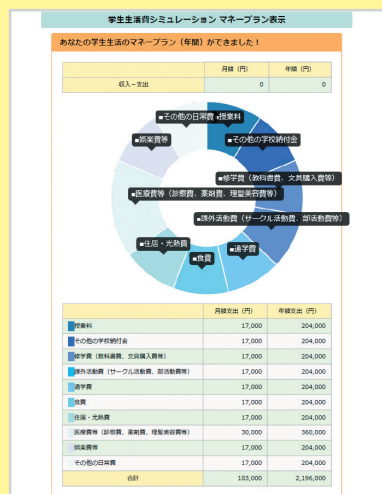 学生生活費シミュレーション マネープラン表示
あなたの学生生活のマネープラン（年間）ができました！
月額（円） 年額（円）
収入－支出 0 0
■その他の日常費 ■授業料
■娯楽費等 ■その他の学校納付金
■修学費（教科書費、文具購入費等）
■医療費等（診察費、薬剤費、理髪美容費等）
■課外活動費（サークル活動費、部活動費等）
■住居・光熱費 ■通学費
■食費
月額支出（円） 年額支出（円）
授業料 17,000 204,000
その他の学校納付金 17,000 204,000
修学費（教科書費、文具購入費等） 17,000 204,000
課外活動費（サークル活動費、部活動費等） 17,000 204,000
通学費 17,000 204,000
食費 17,000 204,000
住居・光熱費 17,000 204,000
医療費等（診察費、薬剤費、理髪美容費等） 30,000 360,000
娯楽費等 17,000 204,000
その他の日常費 17,000 204,000
合計 183,000 2,196,000